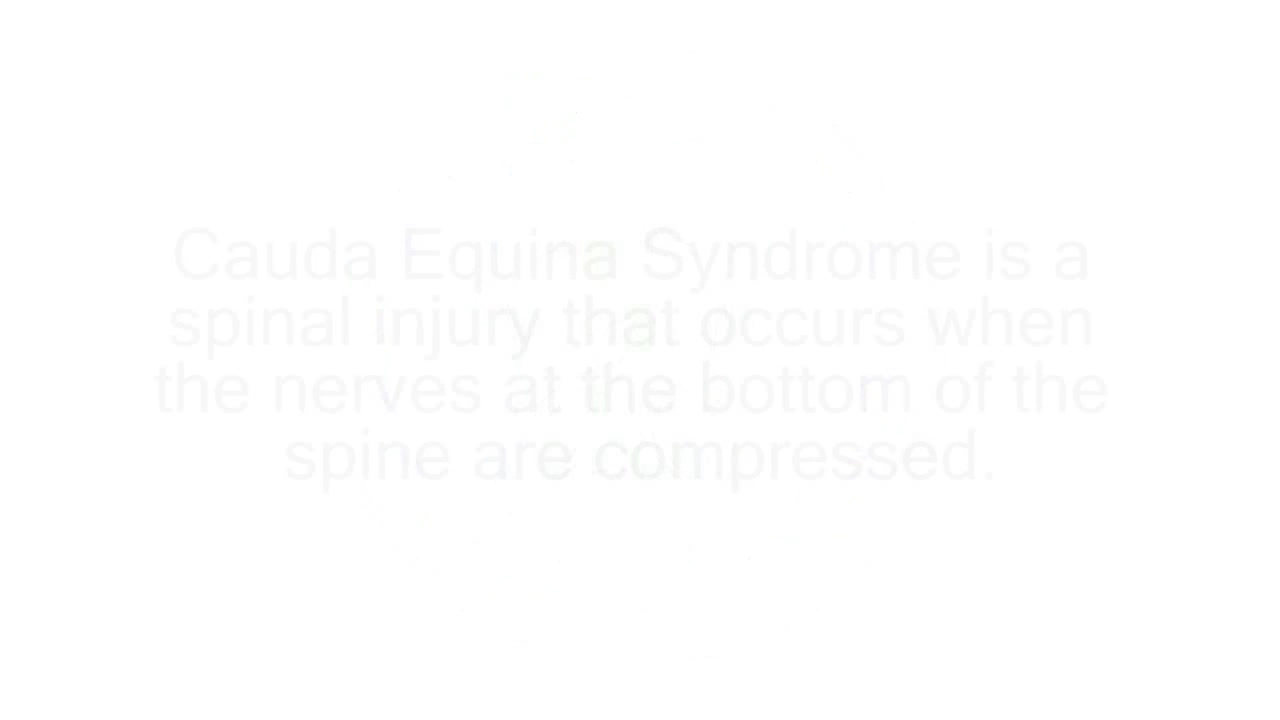 Cauda Equina Syndrome is a
spinal injury that occurs when
the nerves at the bottom of the
spine are compressed.